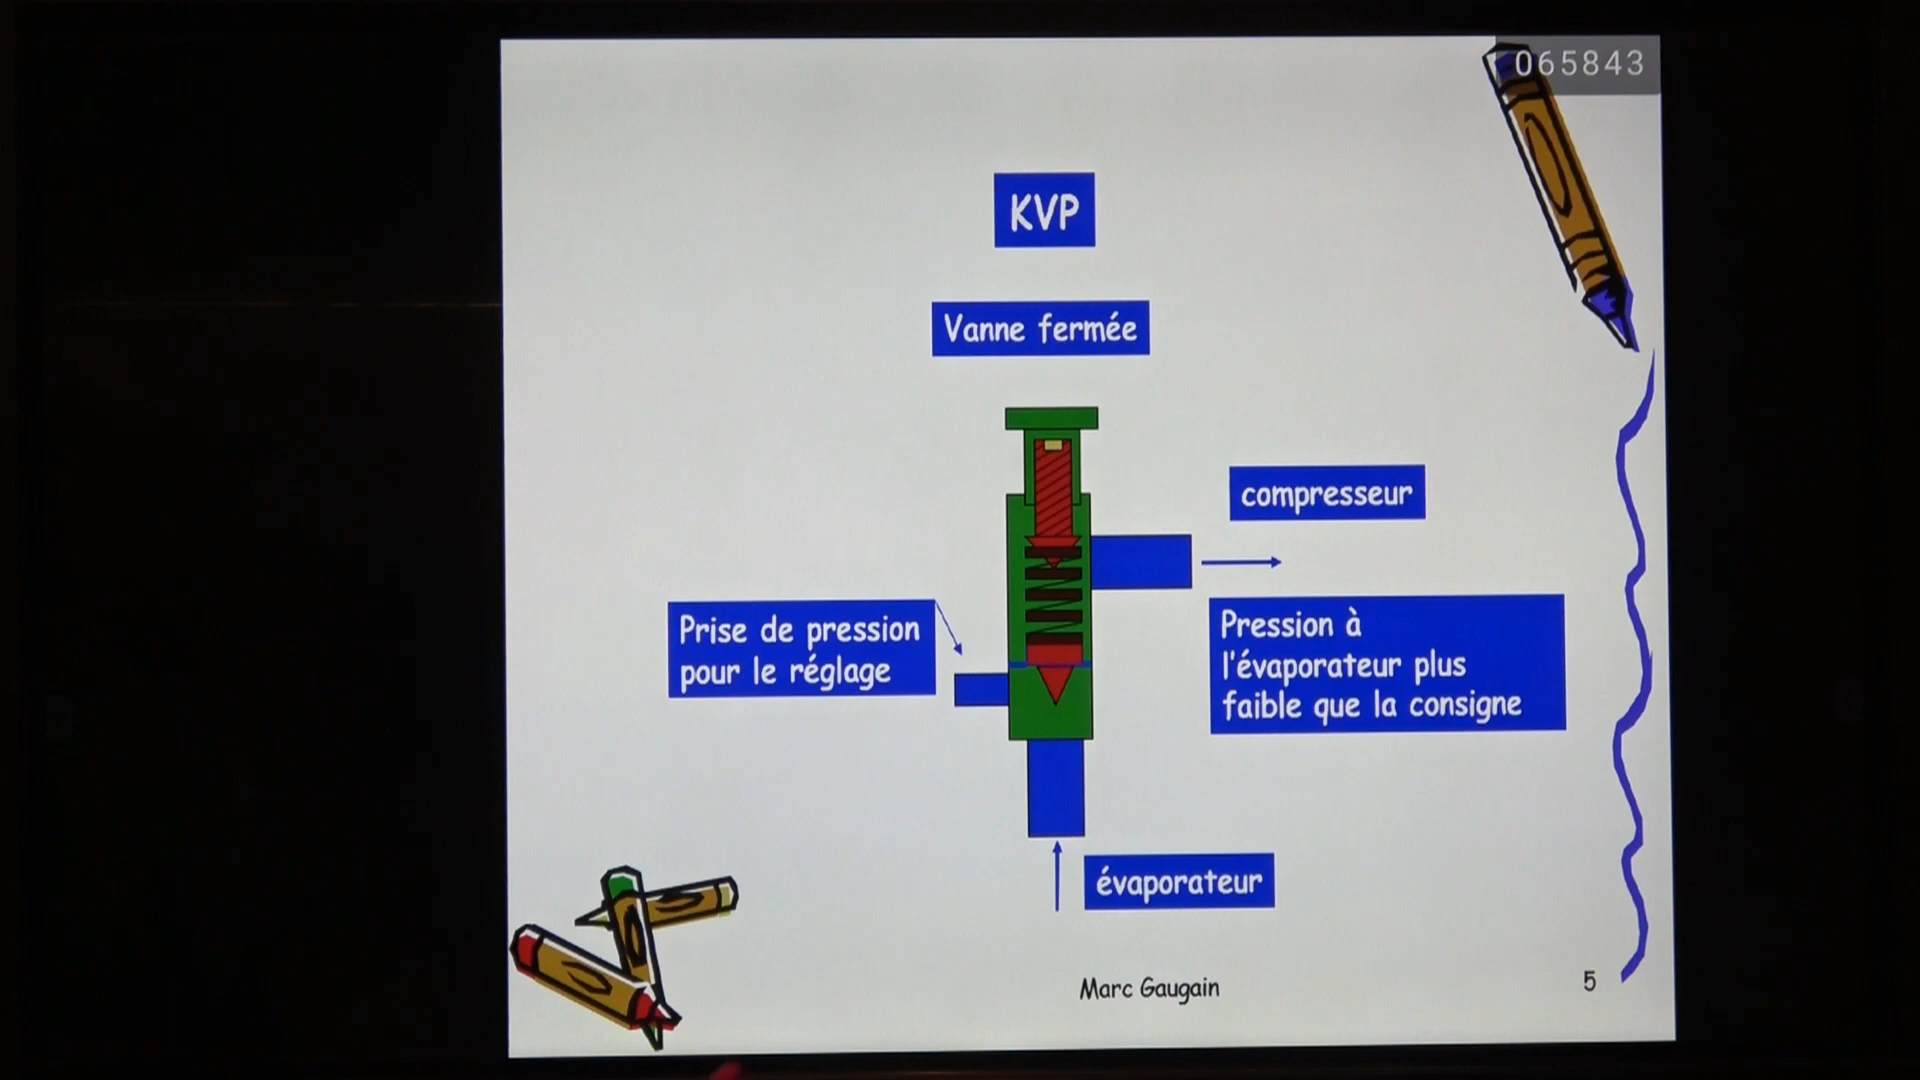 065843
KVP
Vanne fermée
compresseur
Prise de pression
pour le réglage
Pression à
l'évaporateur plus
faible que la consigne
évaporateur
Marc Gaugain
5